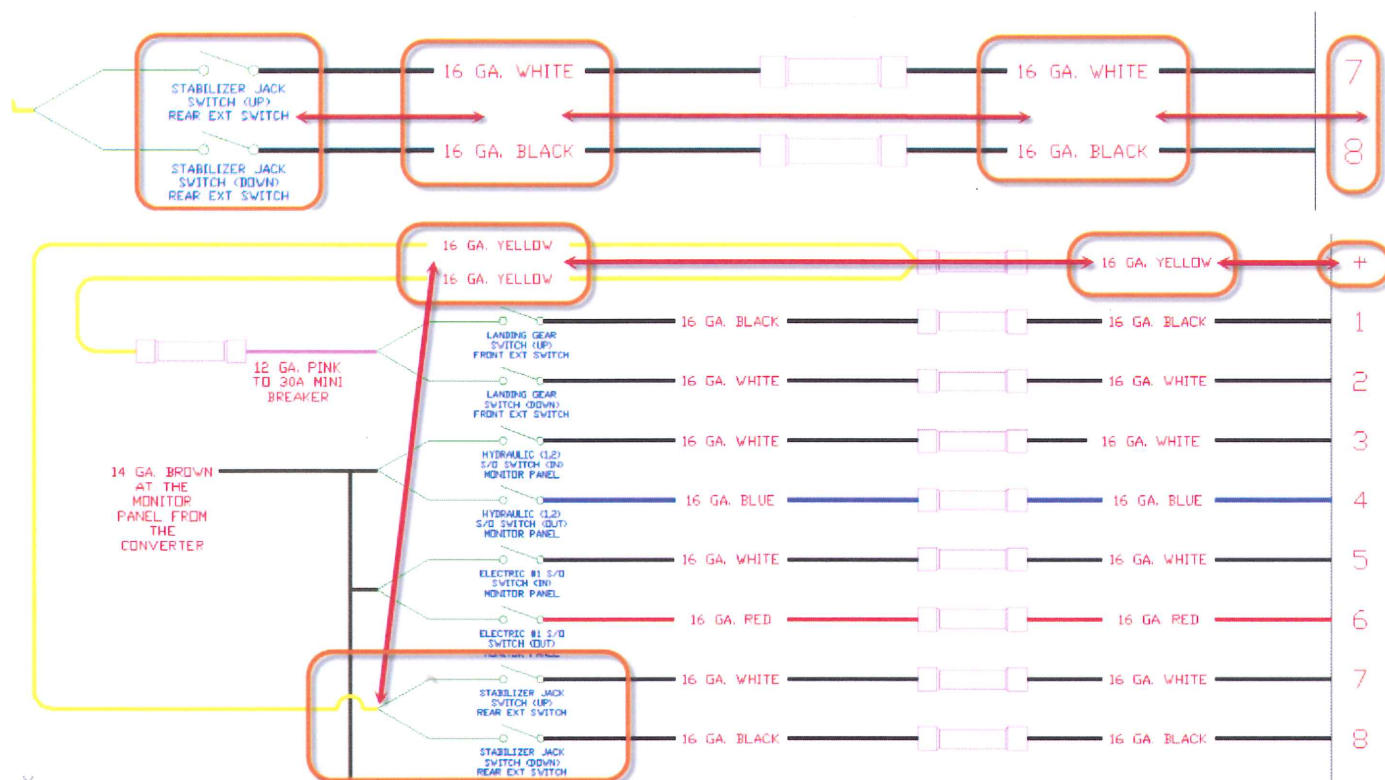 16 GA. WHITE
16 GA. WHITE
7
STABILIZER JACK
SWITCH (UP)
REAR EXT SWITCH
16 GA. BLACK
16 GA. BLACK
8
STABILIZER JACK
SWITCH (DOWN)
REAR EXT SWITCH
16 GA. YELLOW
16 GA. YELLOW
16 GA. YELLOW
+
16 GA. BLACK
16 GA. BLACK
1
LANDING GEAR
SWITCH (UP)
FRONT EXT SWITCH
12 GA. PINK
TO 30A MINI
BREAKER
16 GA. WHITE
16 GA. WHITE
2
LANDING GEAR
SWITCH (DOWN)
FRONT EXT SWITCH
16 GA. WHITE
16 GA. WHITE
3
HYDRAULIC (1,2)
S/O SWITCH (IN)
MONITOR PANEL
14 GA. BROWN
AT THE
MONITOR
PANEL FROM
THE
CONVERTER
16 GA. BLUE
16 GA. BLUE
4
HYDRAULIC (1,2)
S/O SWITCH (OUT)
MONITOR PANEL
16 GA. WHITE
16 GA. WHITE
5
ELECTRIC #1 S/O
SWITCH (IN)
MONITOR PANEL
16 GA. RED
16 GA RED
6
ELECTRIC #1 S/O
SWITCH (OUT)
16 GA. WHITE
16 GA. WHITE
7
STABILIZER JACK
SWITCH (UP)
REAR EXT SWITCH
16 GA. BLACK
16 GA. BLACK
8
STABILIZER JACK
SWITCH (DOWN)
REAR EXT SWITCH